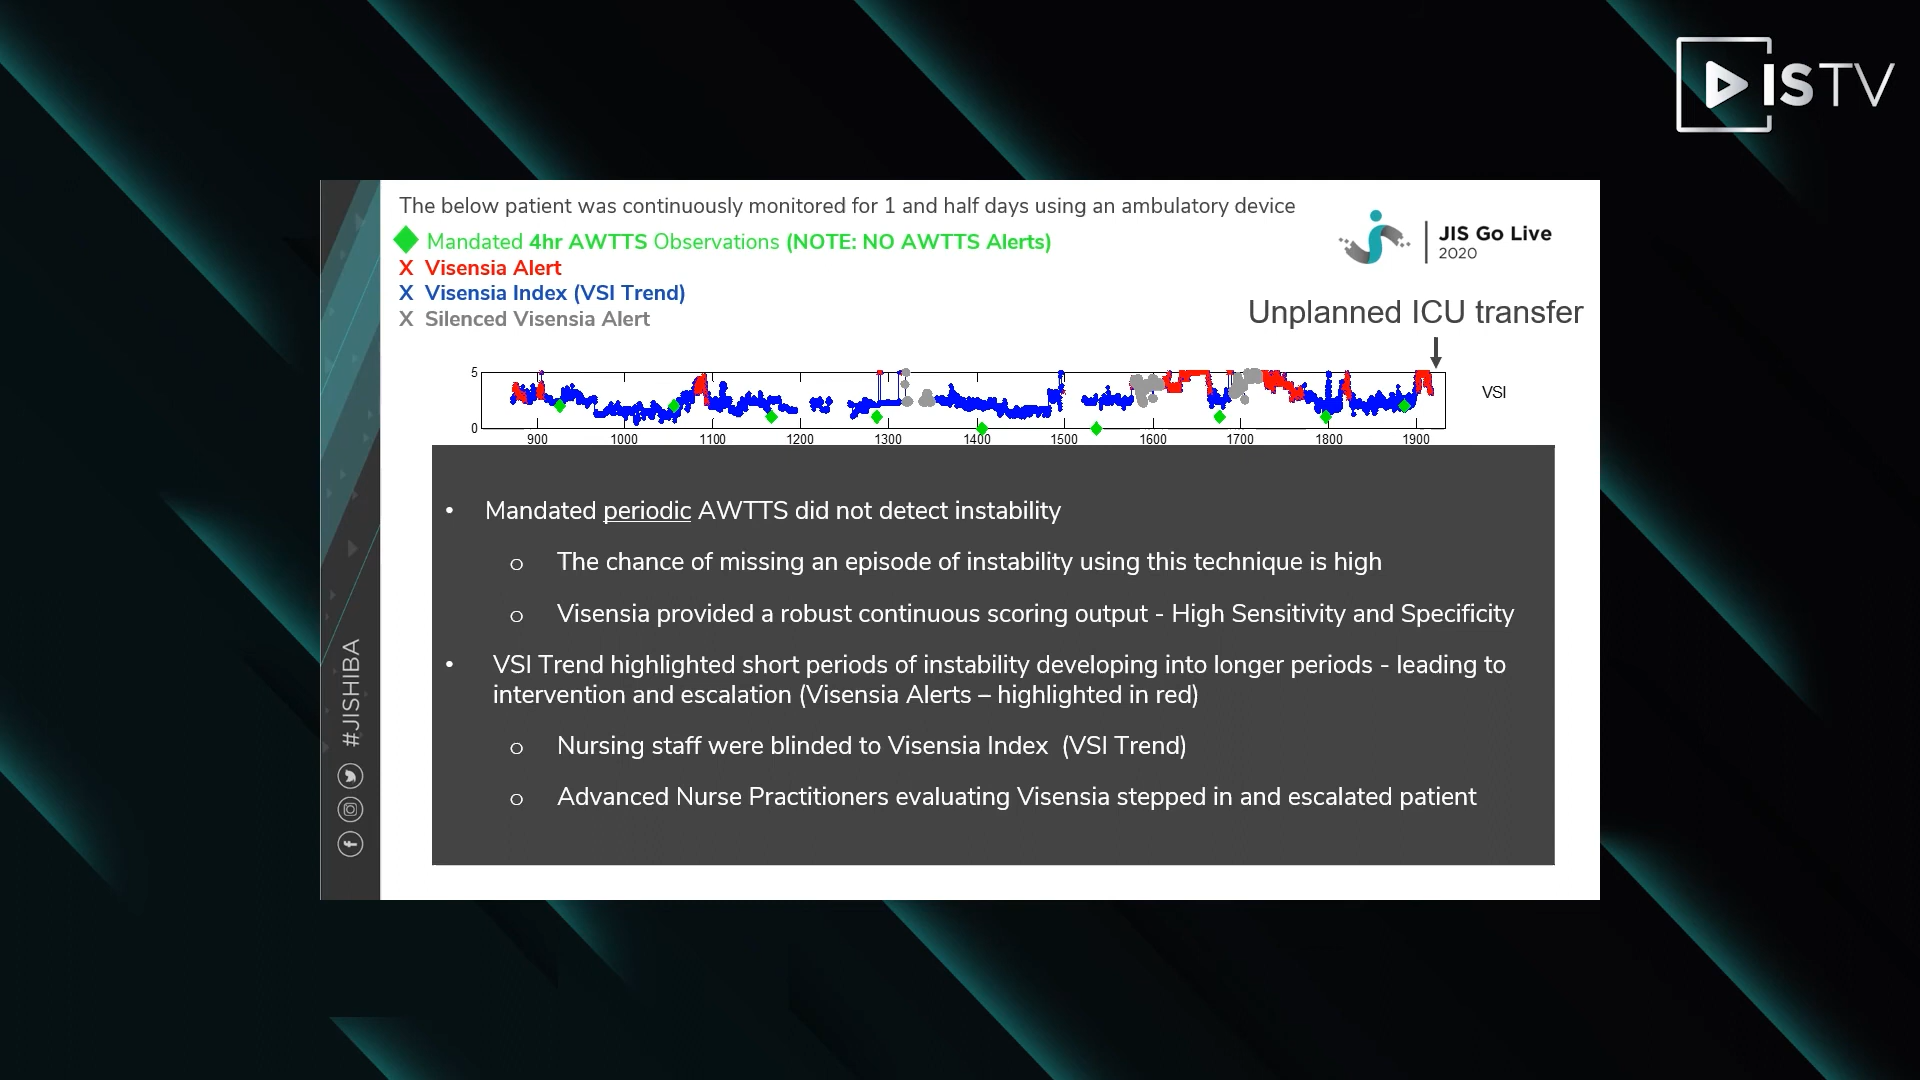 ISTV
The below patient was continuously monitored for 1 and half days using an ambulatory device
Mandated 4hr AWTTS Observations (NOTE: NO AWTTS Alerts)
X Visensia Alert
X Visensia Index (VSI Trend)
X Silenced Visensia Alert
JIS Go Live
2020
Unplanned ICU transfer
5
0
VSI
900 1000 1100 1200 1300 1400 1500 1600 1700 1800 1900
• Mandated periodic AWTTS did not detect instability
o The chance of missing an episode of instability using this technique is high
o Visensia provided a robust continuous scoring output - High Sensitivity and Specificity
• VSI Trend highlighted short periods of instability developing into longer periods - leading to
intervention and escalation (Visensia Alerts – highlighted in red)
o Nursing staff were blinded to Visensia Index (VSI Trend)
o Advanced Nurse Practitioners evaluating Visensia stepped in and escalated patient
#JISHIBA